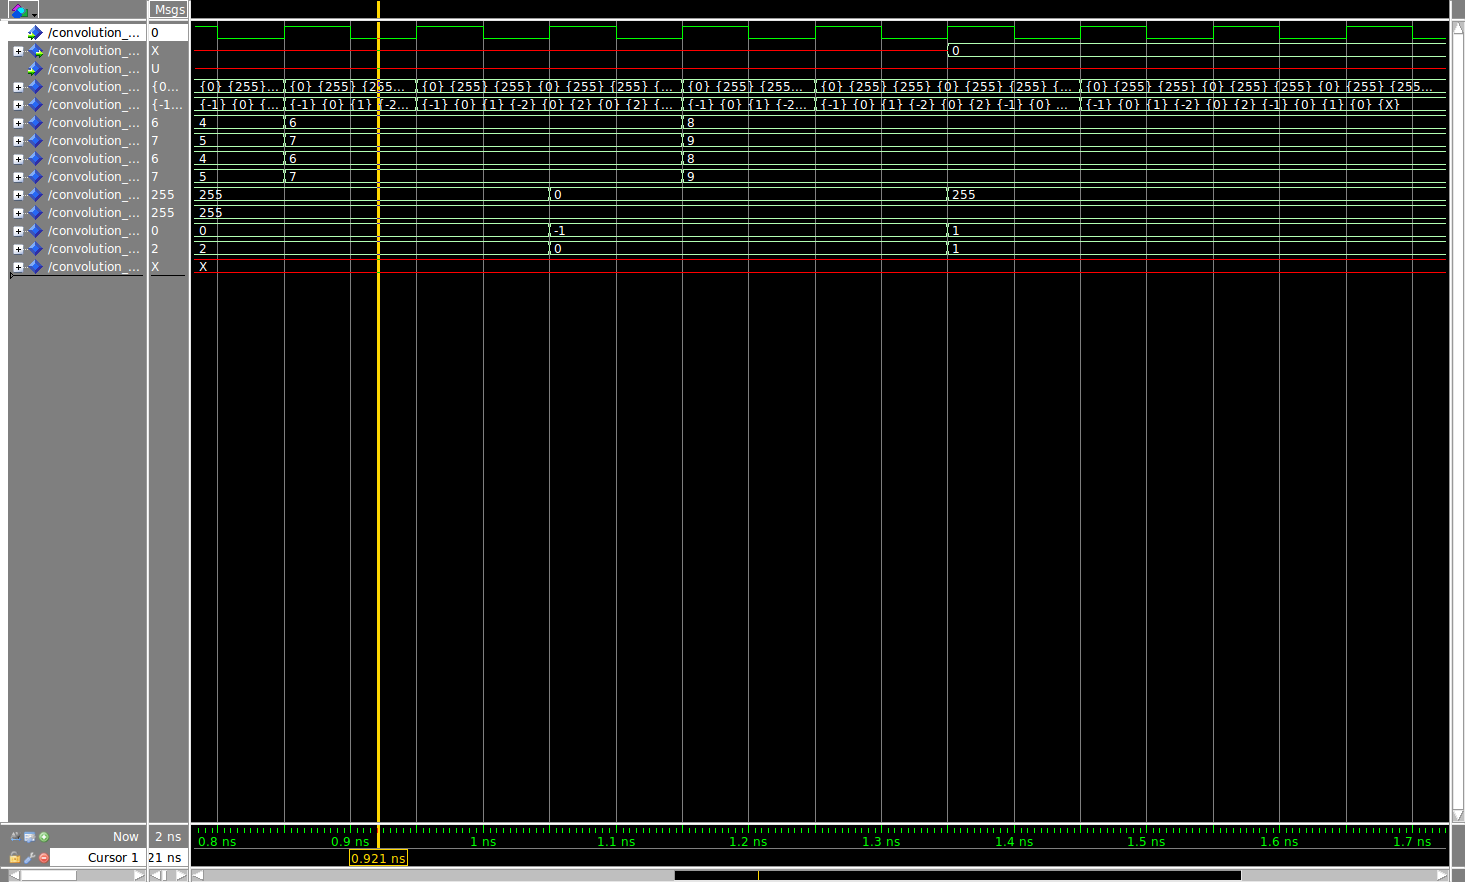 Msgs
/convolution_... 0
/convolution_... X 0
/convolution_... U
/convolution_... {0... {0} {255}... {0} {255} {255... {0} {255} {255} {0} {255} {255} {... {0} {255} {255... {0} {255} {255} {0} {255} {255} {... {0} {255} {255} {0} {255} {255} {0} {255} {255...
/convolution_... {-1... {-1} {0} {... {-1} {0} {1} {-2... {-1} {0} {1} {-2} {0} {2} {0} {2} {... {-1} {0} {1} {-2... {-1} {0} {1} {-2} {0} {2} {-1} {0} ... {-1} {0} {1} {-2} {0} {2} {-1} {0} {1} {0} {X}
/convolution_... 6 4 6 8
/convolution_... 7 5 7 9
/convolution_... 6 4 6 8
/convolution_... 7 5 7 9
/convolution_... 255 255 0 255
/convolution_... 255 255
/convolution_... 0 0 -1 1
/convolution_... 2 2 0 1
/convolution_... X X
Now 2 ns 0.8 ns 0.9 ns 1 ns 1.1 ns 1.2 ns 1.3 ns 1.4 ns 1.5 ns 1.6 ns 1.7 ns
Cursor 1 21 ns 0.921 ns